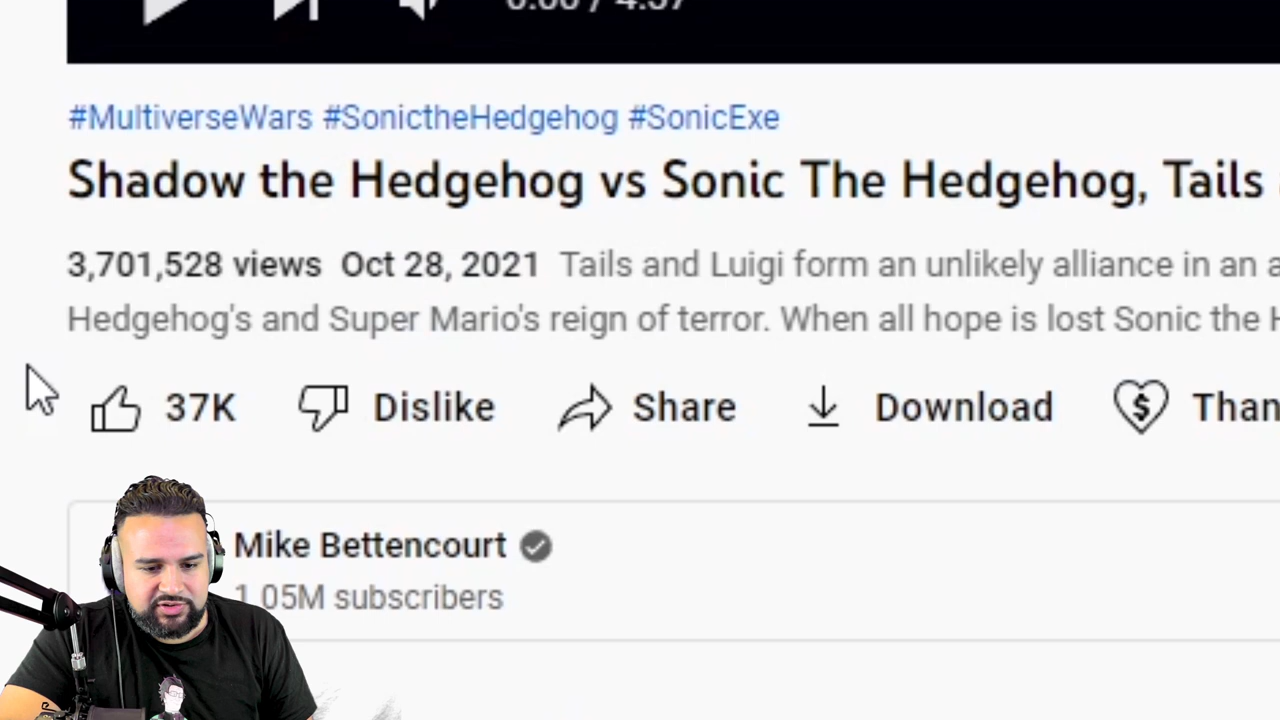 #MultiverseWars #SonictheHedgehog #SonicExe
Shadow the Hedgehog vs Sonic The Hedgehog, Tails
3,701,528 views Oct 28, 2021 Tails and Luigi form an unlikely alliance in an a
Hedgehog's and Super Mario's reign of terror. When all hope is lost Sonic the H
37K Dislike Share Download Than
Mike Bettencourt
1.05M subscribers